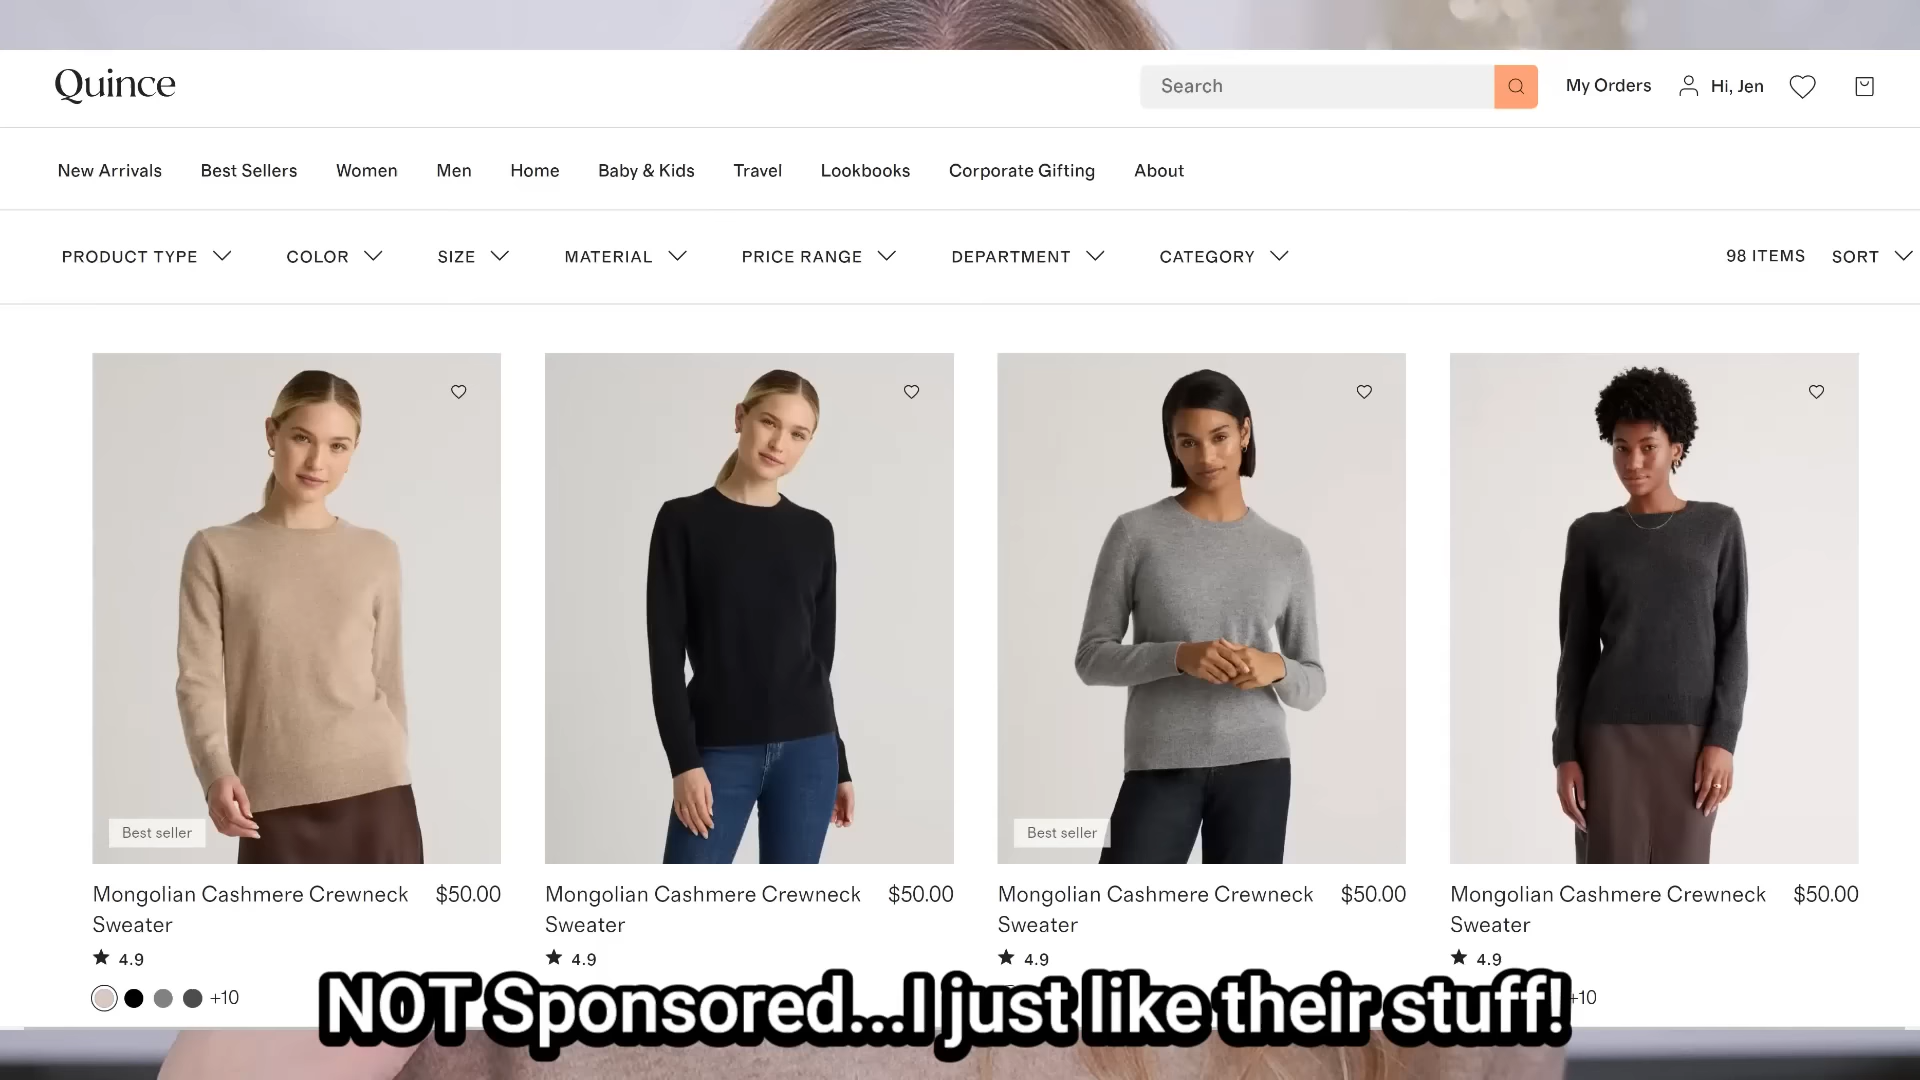 Quince
Search
My Orders
Hi, Jen
New Arrivals Best Sellers Women Men Home Baby & Kids Travel Lookbooks Corporate Gifting About
PRODUCT TYPE COLOR SIZE MATERIAL PRICE RANGE DEPARTMENT CATEGORY 98 ITEMS SORT
Best seller
Best seller
Mongolian Cashmere Crewneck $50.00
Sweater
4.9
+10
Mongolian Cashmere Crewneck $50.00
Sweater
4.9
Mongolian Cashmere Crewneck $50.00
Sweater
4.9
Mongolian Cashmere Crewneck $50.00
Sweater
4.9
+10
NOT Sponsored...I just like their stuff!